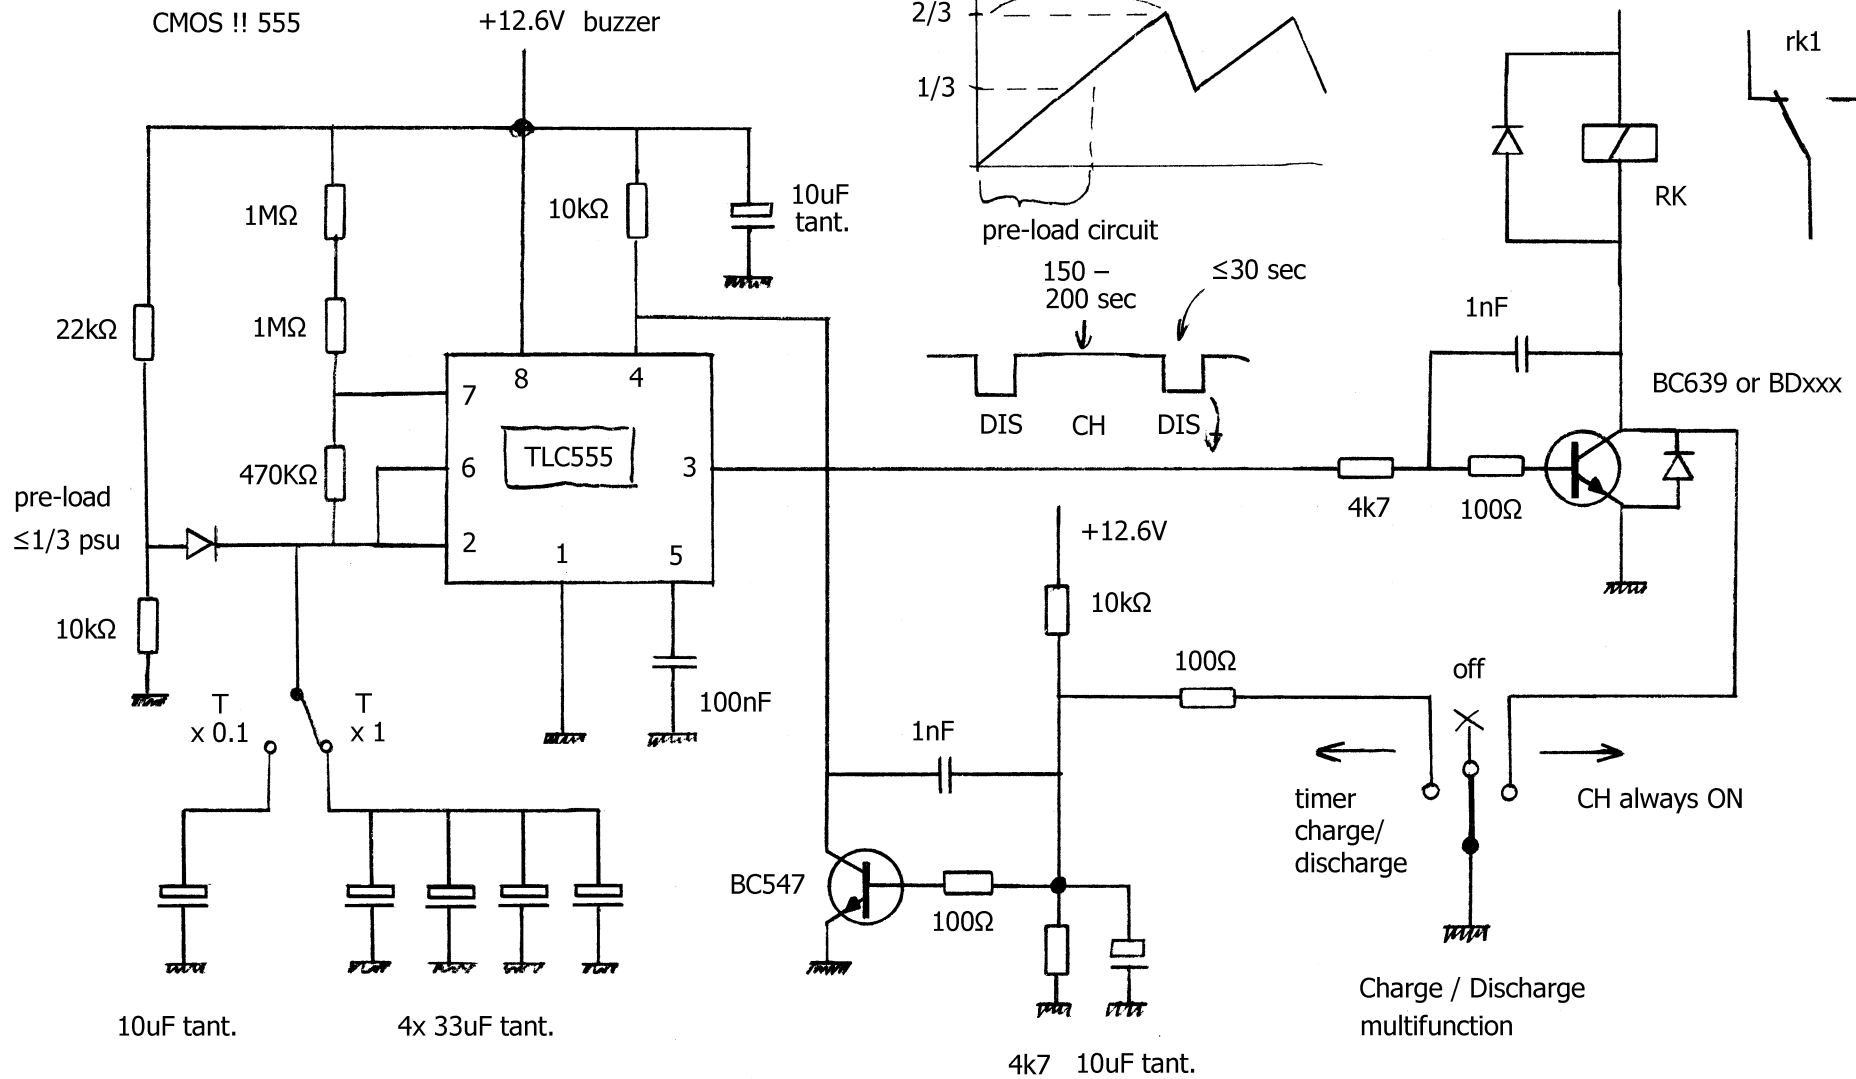 CMOS !! 555
+12.6V buzzer
2/3
1/3
rk1
1MΩ
10kΩ
10uF
tant.
RK
pre-load circuit
150 –
200 sec
≤30 sec
1nF
22kΩ
1MΩ
8
4
7
TLC555
6
3
2
1
5
470KΩ
DIS
CH
DIS
BC639 or BDxxx
4k7
100Ω
pre-load
≤1/3 psu
+12.6V
10kΩ
10kΩ
100Ω
off
T
x 0.1
T
x 1
100nF
1nF
timer
charge/
discharge
CH always ON
BC547
100Ω
Charge / Discharge
multifunction
10uF tant.
4x 33uF tant.
4k7
10uF tant.